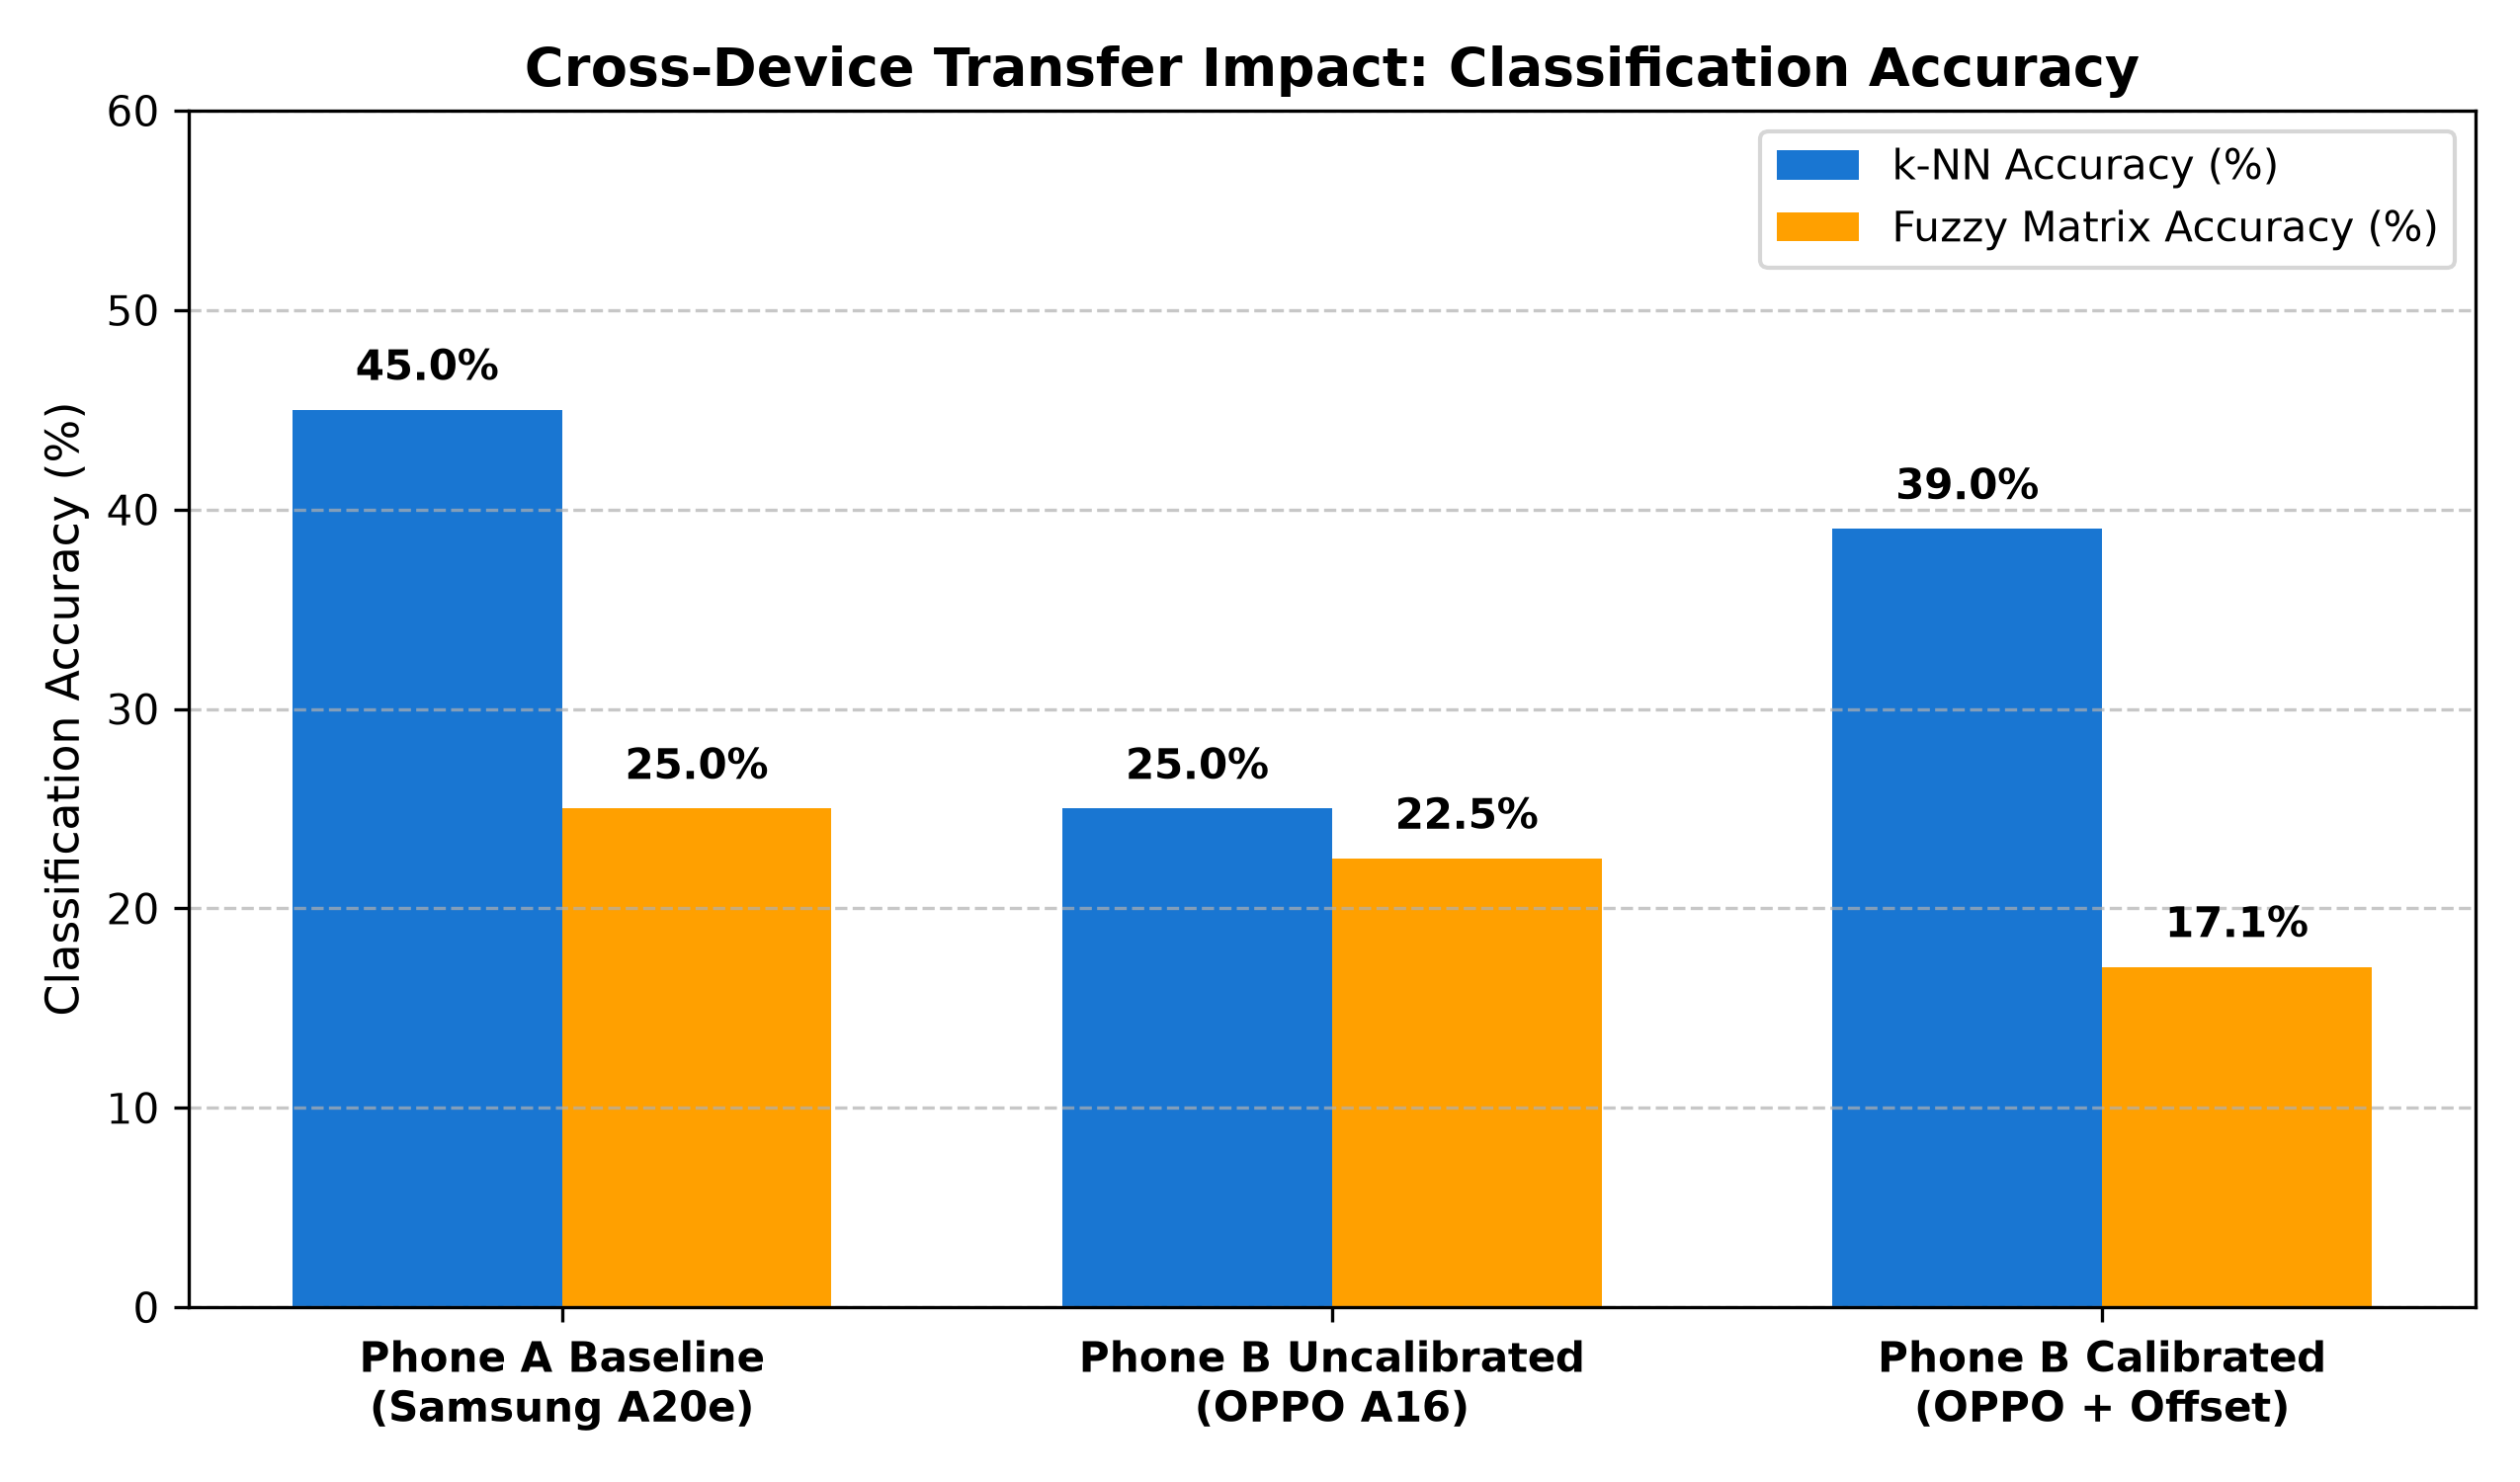 Cross-Device Transfer Impact: Classification Accuracy
Classification Accuracy (%)
60
50
40
30
20
10
0
k-NN Accuracy (%)
Fuzzy Matrix Accuracy (%)
45.0%
25.0%
25.0%
22.5%
39.0%
17.1%
Phone A Baseline
(Samsung A20e)
Phone B Uncalibrated
(OPPO A16)
Phone B Calibrated
(OPPO + Offset)